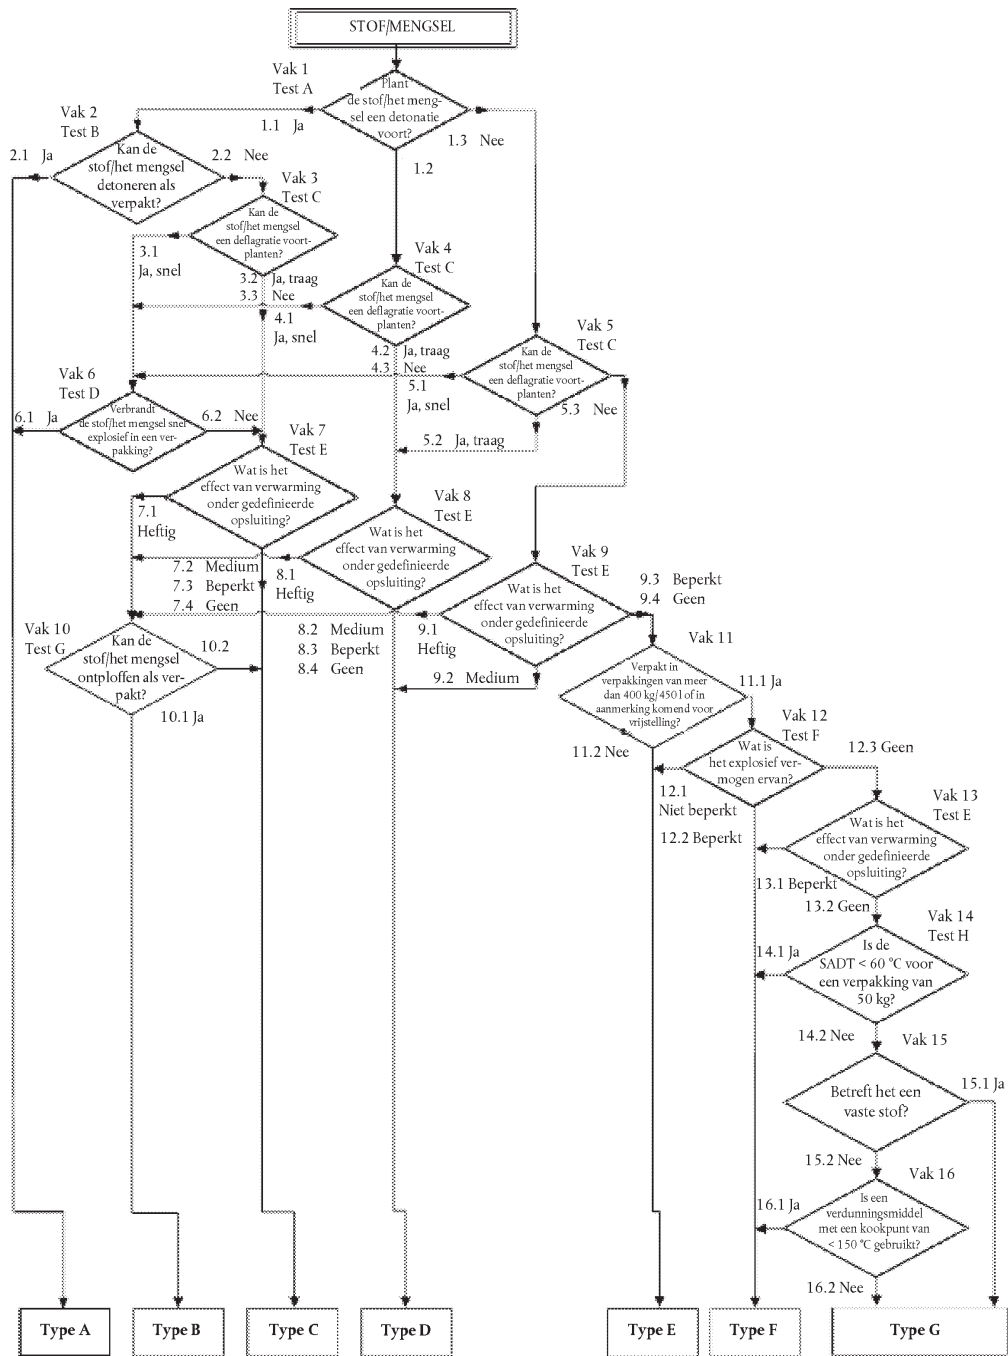 STOF/MENGSEL
Vak 1
Test A
Plant
de stof/het meng-
sel een detonatie
voort?
1.1 Ja
1.2
1.3 Nee
Vak 2
Test B
Kan de
stof/het mengsel
detoneren als
verpakt?
2.1 Ja
2.2 Nee
Vak 3
Test C
Kan de
stof/het mengsel
een deflagratie voort-
planten?
3.1
Ja, snel
3.2 Ja, traag
3.3 Nee
Vak 4
Test C
Kan de
stof/het mengsel
een deflagratie voort-
planten?
4.1
Ja, snel
4.2 Ja, traag
4.3 Nee
Vak 5
Test C
Kan de
stof/het mengsel
een deflagratie voort-
planten?
5.1
Ja, snel
5.2 Ja, traag
5.3 Nee
Vak 6
Test D
Verbrandt
de stof/het mengsel snel
explosief in een ver-
pakking?
6.1 Ja
6.2 Nee
Vak 7
Test E
Wat is het
effect van verwarming
onder gedefinieerde
opsluiting?
7.1
Heftig
7.2 Medium
7.3 Beperkt
7.4 Geen
Vak 8
Test E
Wat is het
effect van verwarming
onder gedefinieerde
opsluiting?
8.1
Heftig
8.2 Medium
8.3 Beperkt
8.4 Geen
Vak 9
Test E
Wat is het
effect van verwarming
onder gedefinieerde
opsluiting?
9.1
Heftig
9.2 Medium
9.3 Beperkt
9.4 Geen
Vak 10
Test G
Kan de
stof/het mengsel
ontploffen als ver-
pakt?
10.1 Ja
10.2
Vak 11
Verpakt in
verpakkingen van meer
dan 400 kg/450 l of in
aanmerking komend voor
vrijstelling?
11.1 Ja
11.2 Nee
Vak 12
Test F
Wat is
het explosief ver-
mogen ervan?
12.1
Niet beperkt
12.2 Beperkt
12.3 Geen
Vak 13
Test E
Wat is het
effect van verwarming
onder gedefinieerde
opsluiting?
13.1 Beperkt
13.2 Geen
Vak 14
Test H
Is de
SADT < 60 °C voor
een verpakking van
50 kg?
14.1 Ja
14.2 Nee
Vak 15
Betreft het een
vaste stof?
15.1 Ja
15.2 Nee
Vak 16
Is een
verdunningsmiddel
met een kookpunt van
< 150 °C gebruikt?
16.1 Ja
16.2 Nee
Type A
Type B
Type C
Type D
Type E
Type F
Type G